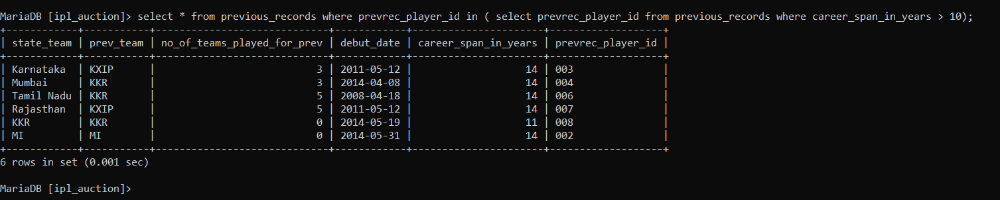 MariaDB [ipl_auction]> select * from previous_records where prevrec_player_id in ( select prevrec_player_id from previous_records where career_span_in_years > 10);
+------------+-----------+--------------------------+------------+----------------------+-------------------+
| state_team | prev_team | no_of_teams_played_for_prev | debut_date | career_span_in_years | prevrec_player_id |
+------------+-----------+-----------------------------+------------+----------------------+-------------------+
| Karnataka  | KXIP      |                           3 | 2011-05-12 |                   14 | 003               |
| Mumbai     | KKR       |                           3 | 2014-04-08 |                   14 | 004               |
| Tamil Nadu | KKR       |                           5 | 2008-04-18 |                   14 | 006               |
| Rajasthan  | KXIP      |                           5 | 2011-05-12 |                   14 | 007               |
| KKR        | KKR       |                           0 | 2014-05-19 |                   11 | 008               |
| MI         | MI        |                           0 | 2014-05-31 |                   14 | 002               |
+------------+-----------+-----------------------------+------------+----------------------+-------------------+
6 rows in set (0.001 sec)
MariaDB [ipl_auction]>